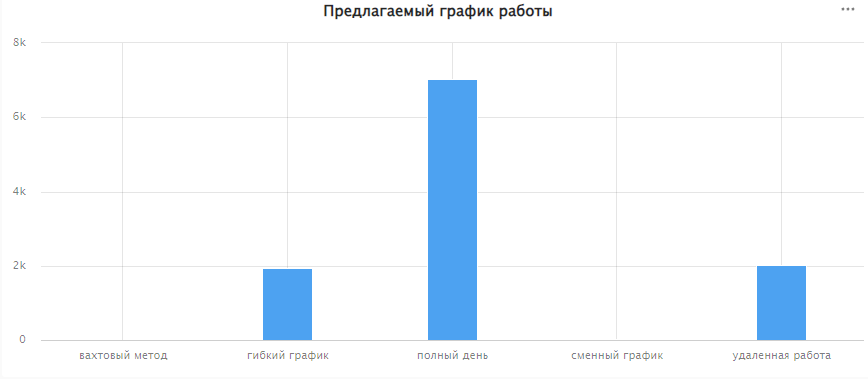 Предлагаемый график работы
8k
6k
4k
2k
0
вахтовый метод
гибкий график
полный день
сменный график
удаленная работа